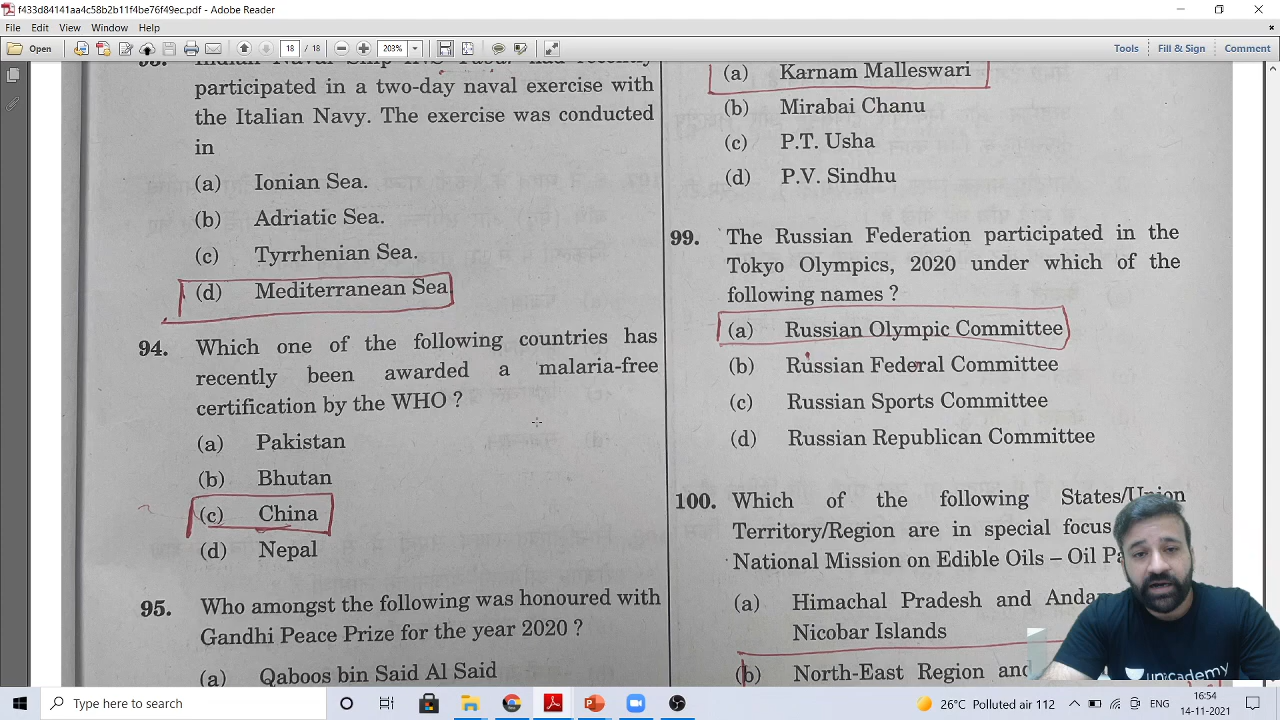 f433d84141aa4c58b2b11f4be76f49ec.pdf - Adobe Reader
File Edit View Window Help
Open
18 / 18
203%
Tools Fill & Sign Comment
participated in a two-day naval exercise with
the Italian Navy. The exercise was conducted
in
(a) Ionian Sea.
(b) Adriatic Sea.
(c) Tyrrhenian Sea.
(d) Mediterranean Sea
94. Which one of the following countries has
recently been awarded a malaria-free
certification by the WHO ?
(a) Pakistan
(b) Bhutan
(c) China
(d) Nepal
95. Who amongst the following was honoured with
Gandhi Peace Prize for the year 2020 ?
(a) Qaboos bin Said Al Said
(a) Karnam Malleswari
(b) Mirabai Chanu
(c) P.T. Usha
(d) P.V. Sindhu
99. The Russian Federation participated in the
Tokyo Olympics, 2020 under which of the
following names ?
(a) Russian Olympic Committee
(b) Russian Federal Committee
(c) Russian Sports Committee
(d) Russian Republican Committee
100. Which of the following States/Union
Territory/Region are in special focus
National Mission on Edible Oils – Oil
(a) Himachal Pradesh and
Nicobar Islands
(b) North-East Region and
unacademy
Type here to search
26°C Polluted air 112
ENG
16:54
14-11-2021